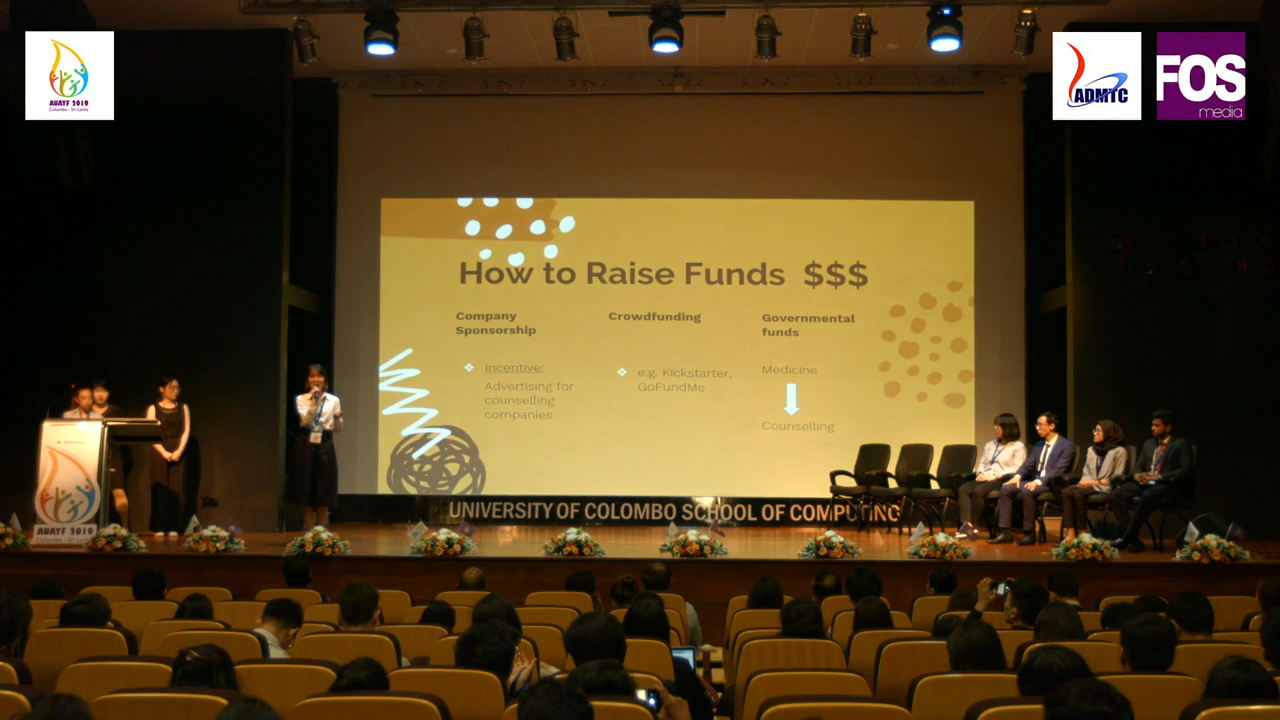 AUAYF 2019
Colombo - Sri Lanka
ADMTC
FOS
media
How to Raise Funds $$$
Company
Sponsorship
Incentive:
Advertising for
counselling
companies
Crowdfunding
e.g. Kickstarter,
GoFundMe
Governmental
funds
Medicine
Counselling
UNIVERSITY OF COLOMBO SCHOOL OF COMPUTING
AUAYF 2019